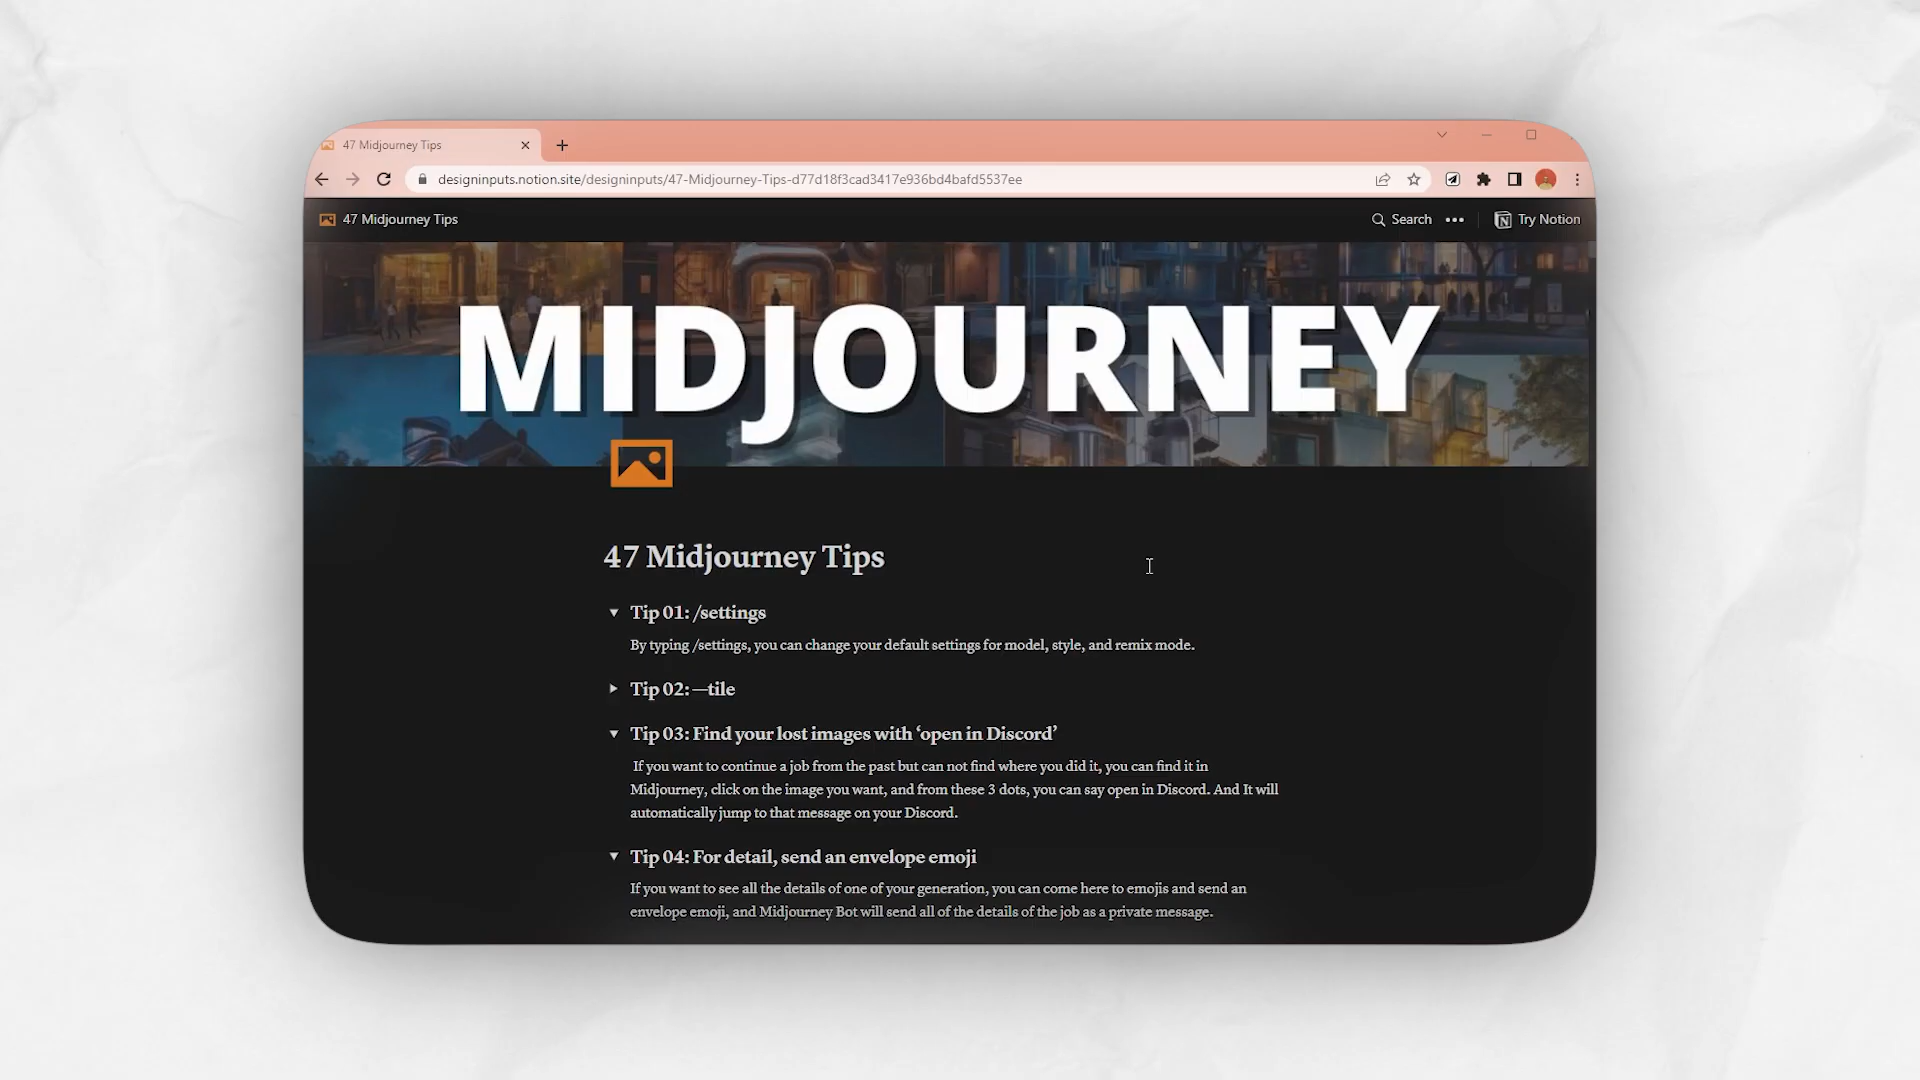 47 Midjourney Tips
designinputs.notion.site/designinputs/47-Midjourney-Tips-d77d18f3cad3417e936bd4bafd5537ee
47 Midjourney Tips
Search
Try Notion
MIDJOURNEY
47 Midjourney Tips
Tip 01: /settings
By typing /settings, you can change your default settings for model, style, and remix mode.
Tip 02: —tile
Tip 03: Find your lost images with ‘open in Discord’
If you want to continue a job from the past but can not find where you did it, you can find it in
Midjourney, click on the image you want, and from these 3 dots, you can say open in Discord. And It will
automatically jump to that message on your Discord.
Tip 04: For detail, send an envelope emoji
If you want to see all the details of one of your generation, you can come here to emojis and send an
envelope emoji, and Midjourney Bot will send all of the details of the job as a private message.